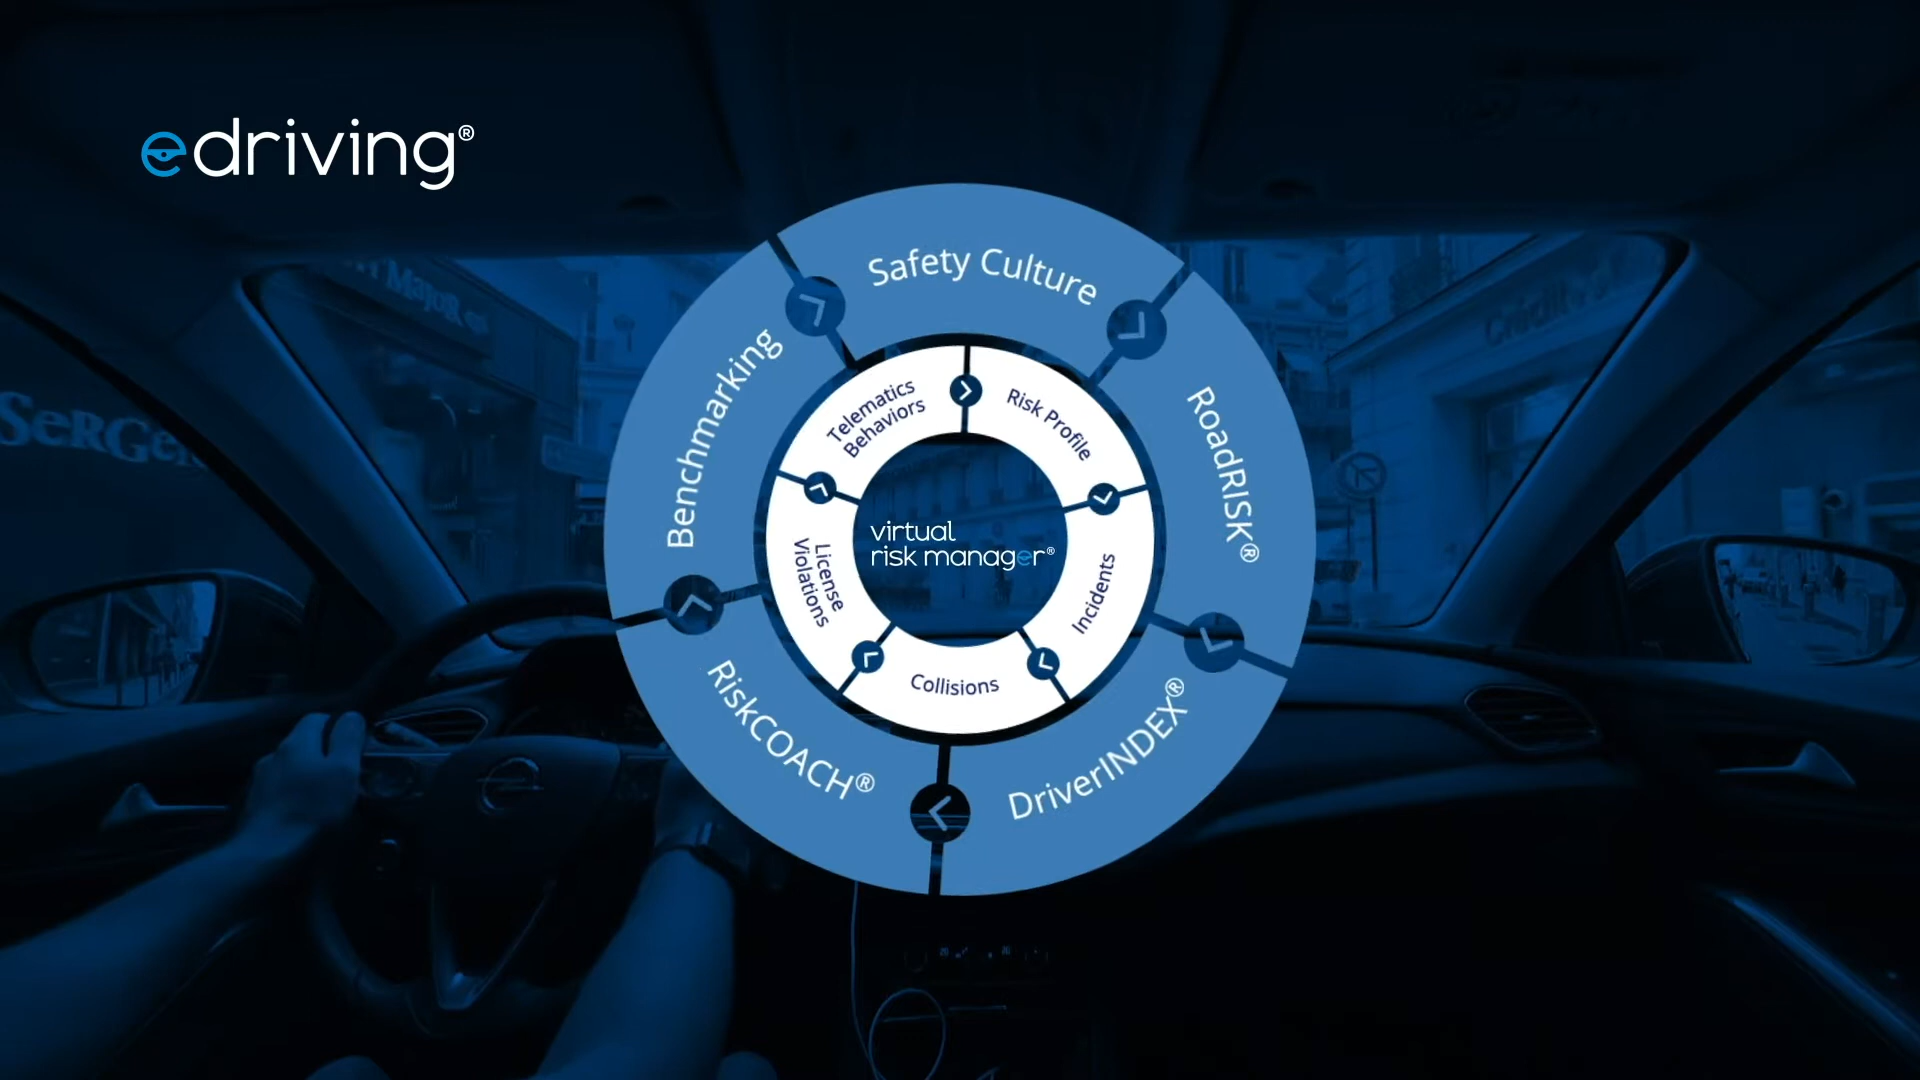 edriving®
Safety Culture
RoadRISK®
DriverINDEX®
RiskCOACH®
Benchmarking
Telematics
Behaviors
Risk Profile
Incidents
Collisions
License
Violations
virtual
risk manager®